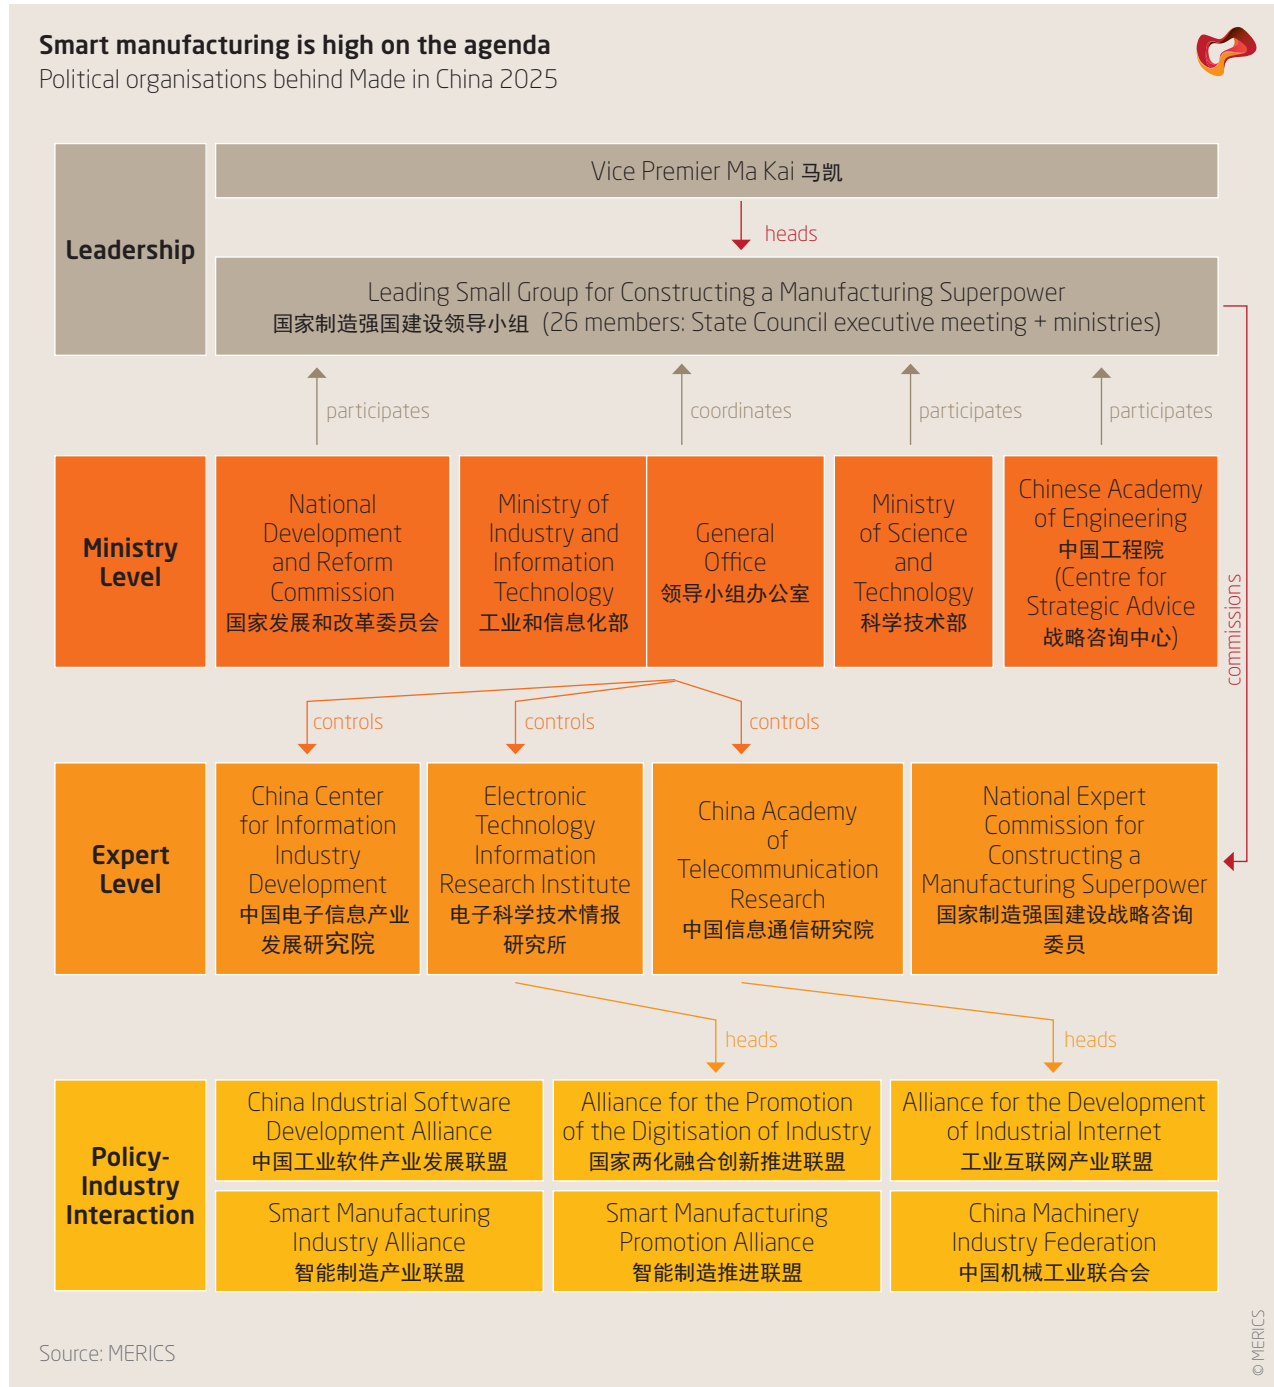 Smart manufacturing is high on the agenda
Political organisations behind Made in China 2025
Leadership
Vice Premier Ma Kai 马凯
heads
Leading Small Group for Constructing a Manufacturing Superpower
国家制造强国建设领导小组 (26 members: State Council executive meeting + ministries)
participates
coordinates
participates
participates
commissions
Ministry
Level
National
Development
and Reform
Commission
国家发展和改革委员会
Ministry of
Industry and
Information
Technology
工业和信息化部
General
Office
领导小组办公室
Ministry
of Science
and
Technology
科学技术部
Chinese Academy
of Engineering
中国工程院
(Centre for
Strategic Advice
战略咨询中心)
controls
controls
controls
Expert
Level
China Center
for Information
Industry
Development
中国电子信息产业
发展研究院
Electronic
Technology
Information
Research Institute
电子科学技术情报
研究所
China Academy
of
Telecommunication
Research
中国信息通信研究院
National Expert
Commission for
Constructing a
Manufacturing Superpower
国家制造强国建设战略咨询
委员
heads
heads
Policy-
Industry
Interaction
China Industrial Software
Development Alliance
中国工业软件产业发展联盟
Alliance for the Promotion
of the Digitisation of Industry
国家两化融合创新推进联盟
Alliance for the Development
of Industrial Internet
工业互联网产业联盟
Smart Manufacturing
Industry Alliance
智能制造产业联盟
Smart Manufacturing
Promotion Alliance
智能制造推进联盟
China Machinery
Industry Federation
中国机械工业联合会
Source: MERICS
© MERICS